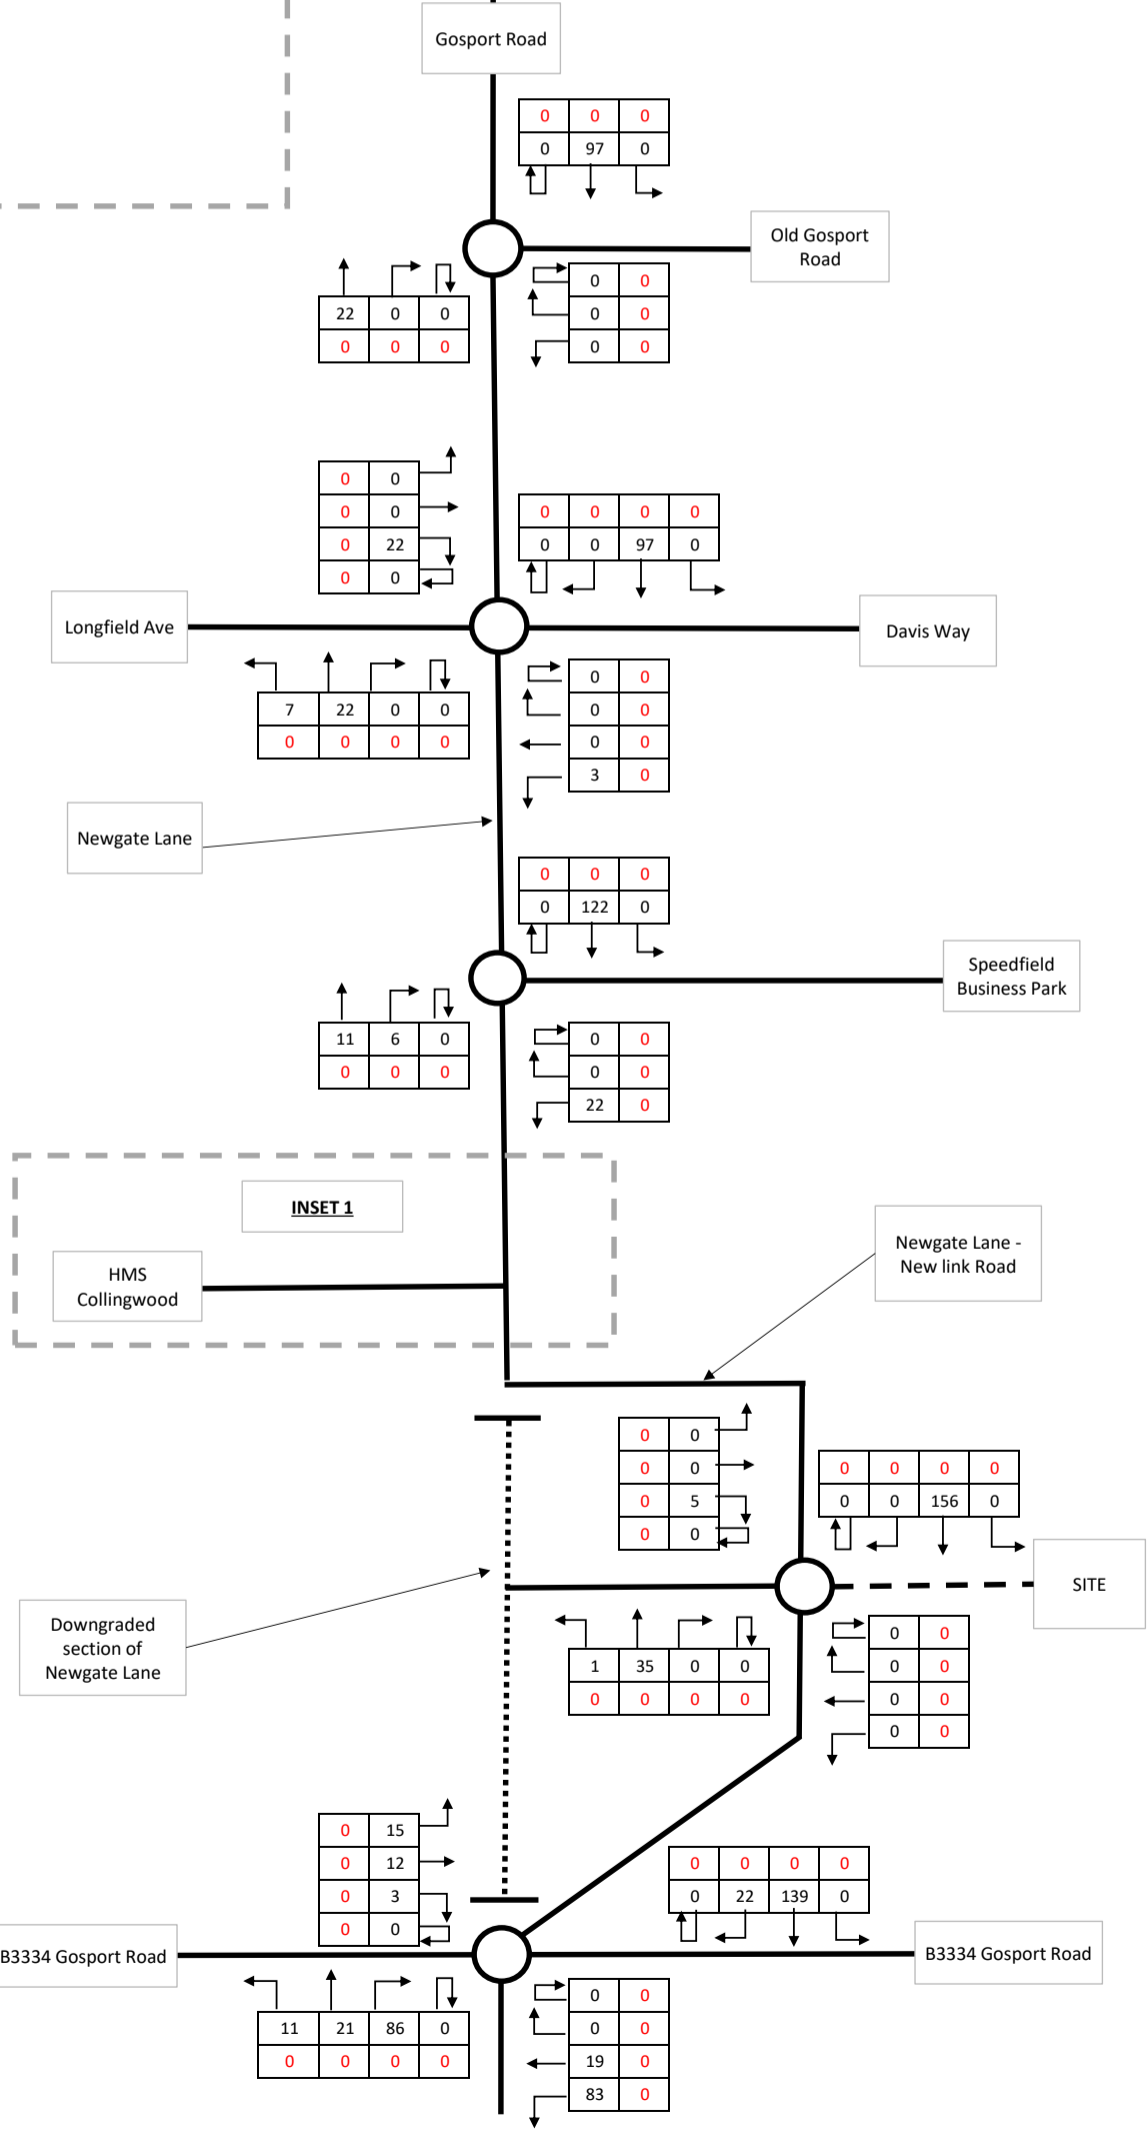 Gosport Road
0 0 0
0 97 0
Old Gosport
Road
0 0
0 0
0 0
22 0 0
0 0 0
0 0
0 0
0 22
0 0
0 0 0 0
0 0 97 0
Longfield Ave
Davis Way
7 22 0 0
0 0 0 0
0 0
0 0
0 0
3 0
Newgate Lane
0 0 0
0 122 0
Speedfield
Business Park
11 6 0
0 0 0
0 0
0 0
22 0
INSET 1
HMS
Collingwood
Newgate Lane -
New link Road
0 0
0 0
0 5
0 0
0 0 0 0
0 0 156 0
SITE
Downgraded
section of
Newgate Lane
1 35 0 0
0 0 0 0
0 0
0 0
0 0
0 0
0 15
0 12
0 3
0 0
0 0 0 0
0 22 139 0
B3334 Gosport Road
B3334 Gosport Road
11 21 86 0
0 0 0 0
0 0
0 0
19 0
83 0